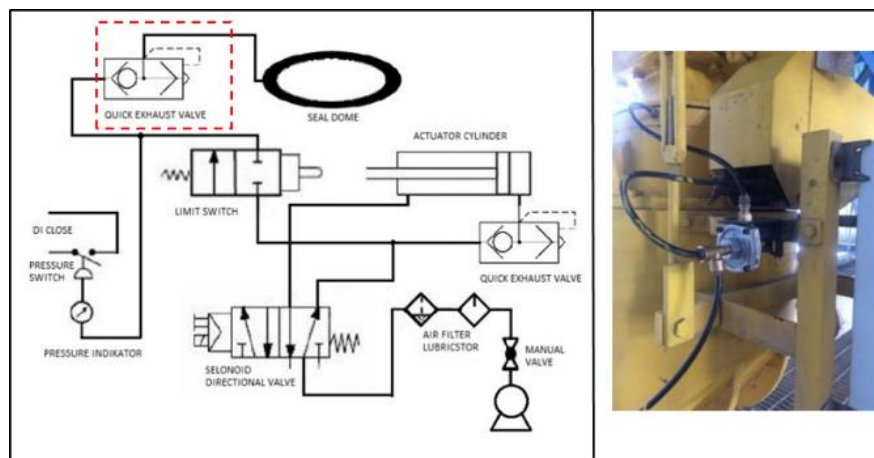 QUICK EXHAUST VALVE
SEAL DOME
ACTUATOR CYLINDER
LIMIT SWITCH
DI CLOSE
PRESSURE
SWITCH
QUICK EXHAUST VALVE
AIR FILTER
LUBRICSTOR
MANUAL
VALVE
PRESSURE INDIKATOR
SELONOID
DIRECTIONAL VALVE